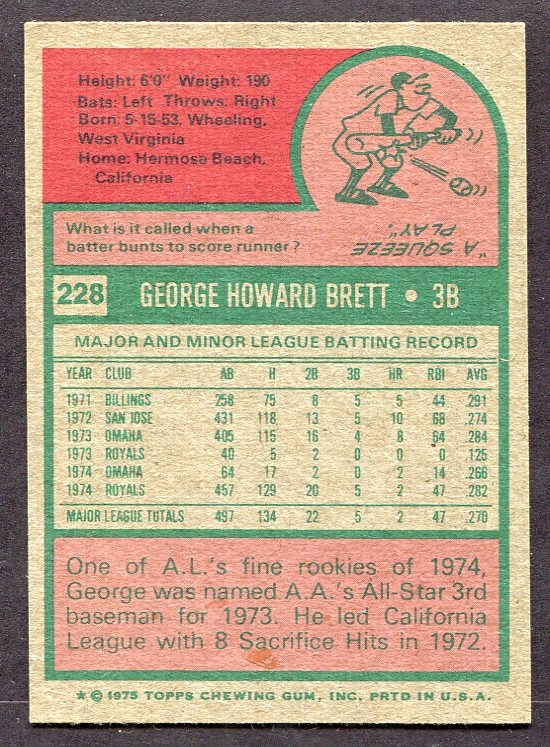 Height: 6'0" Weight: 190
Bats: Left Throws: Right
Born: 5-15-53, Wheeling,
West Virginia
Home: Hermosa Beach,
California
What is it called when a
batter bunts to score runner?
"A SQUEEZE
PLAY".
228 GEORGE HOWARD BRETT • 3B
MAJOR AND MINOR LEAGUE BATTING RECORD
YEAR CLUB AB H 2B 3B HR RBI AVG
1971 BILLINGS 258 75 8 5 5 44 .291
1972 SAN JOSE 431 118 13 5 10 68 .274
1973 OMAHA 405 115 16 4 8 64 .284
1973 ROYALS 40 5 2 0 0 0 .125
1974 OMAHA 64 17 2 0 2 14 .266
1974 ROYALS 457 129 20 5 2 47 .282
MAJOR LEAGUE TOTALS 497 134 22 5 2 47 .270
One of A.L.'s fine rookies of 1974,
George was named A.A.'s All-Star 3rd
baseman for 1973. He led California
League with 8 Sacrifice Hits in 1972.
★ © 1975 TOPPS CHEWING GUM, INC. PRTD IN U.S.A.